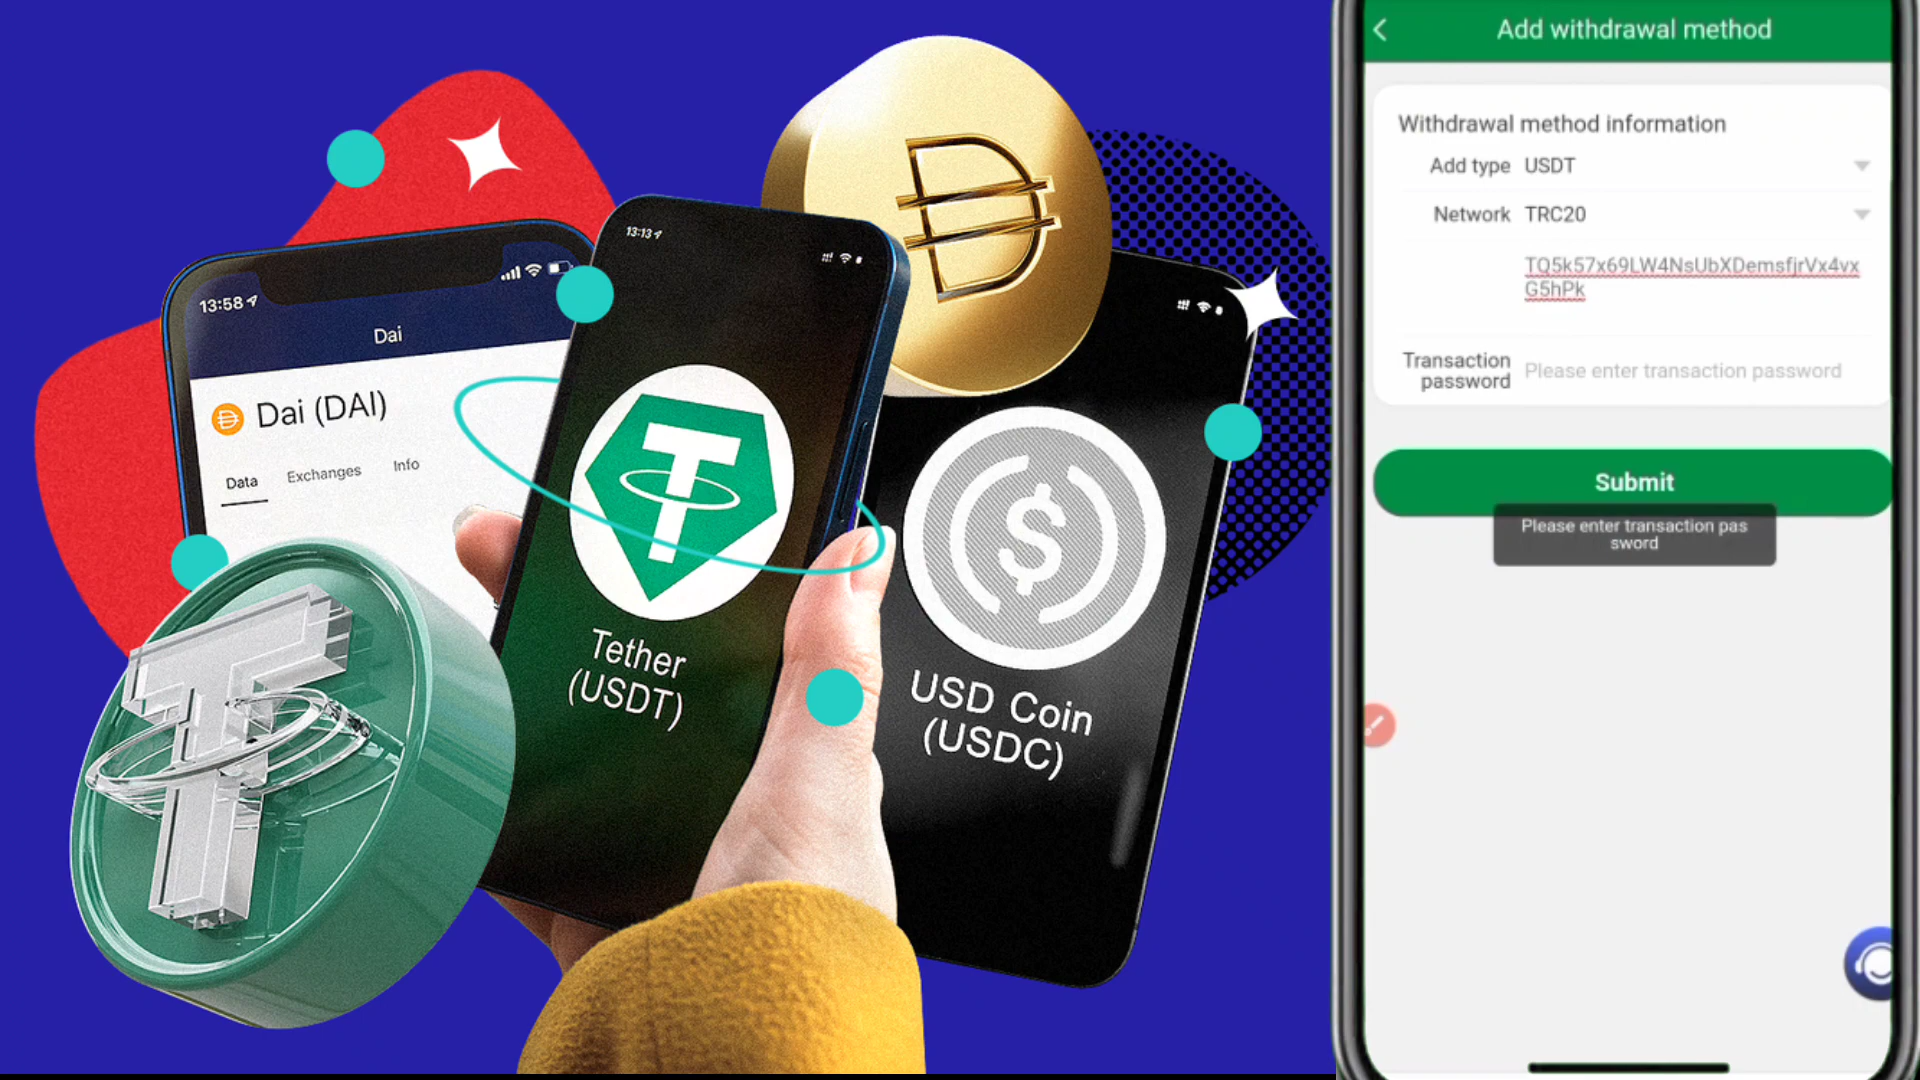 13:58
Dai
Dai (DAI)
Data
Exchanges
Info
13:13
Tether
(USDT)
USD Coin
(USDC)
Add withdrawal method
Withdrawal method information
Add type USDT
Network TRC20
TQ5k57x69LW4NsUbXDemsfjrVx4vx
G5hPk
Transaction
password
Please enter transaction password
Submit
Please enter transaction pas
sword